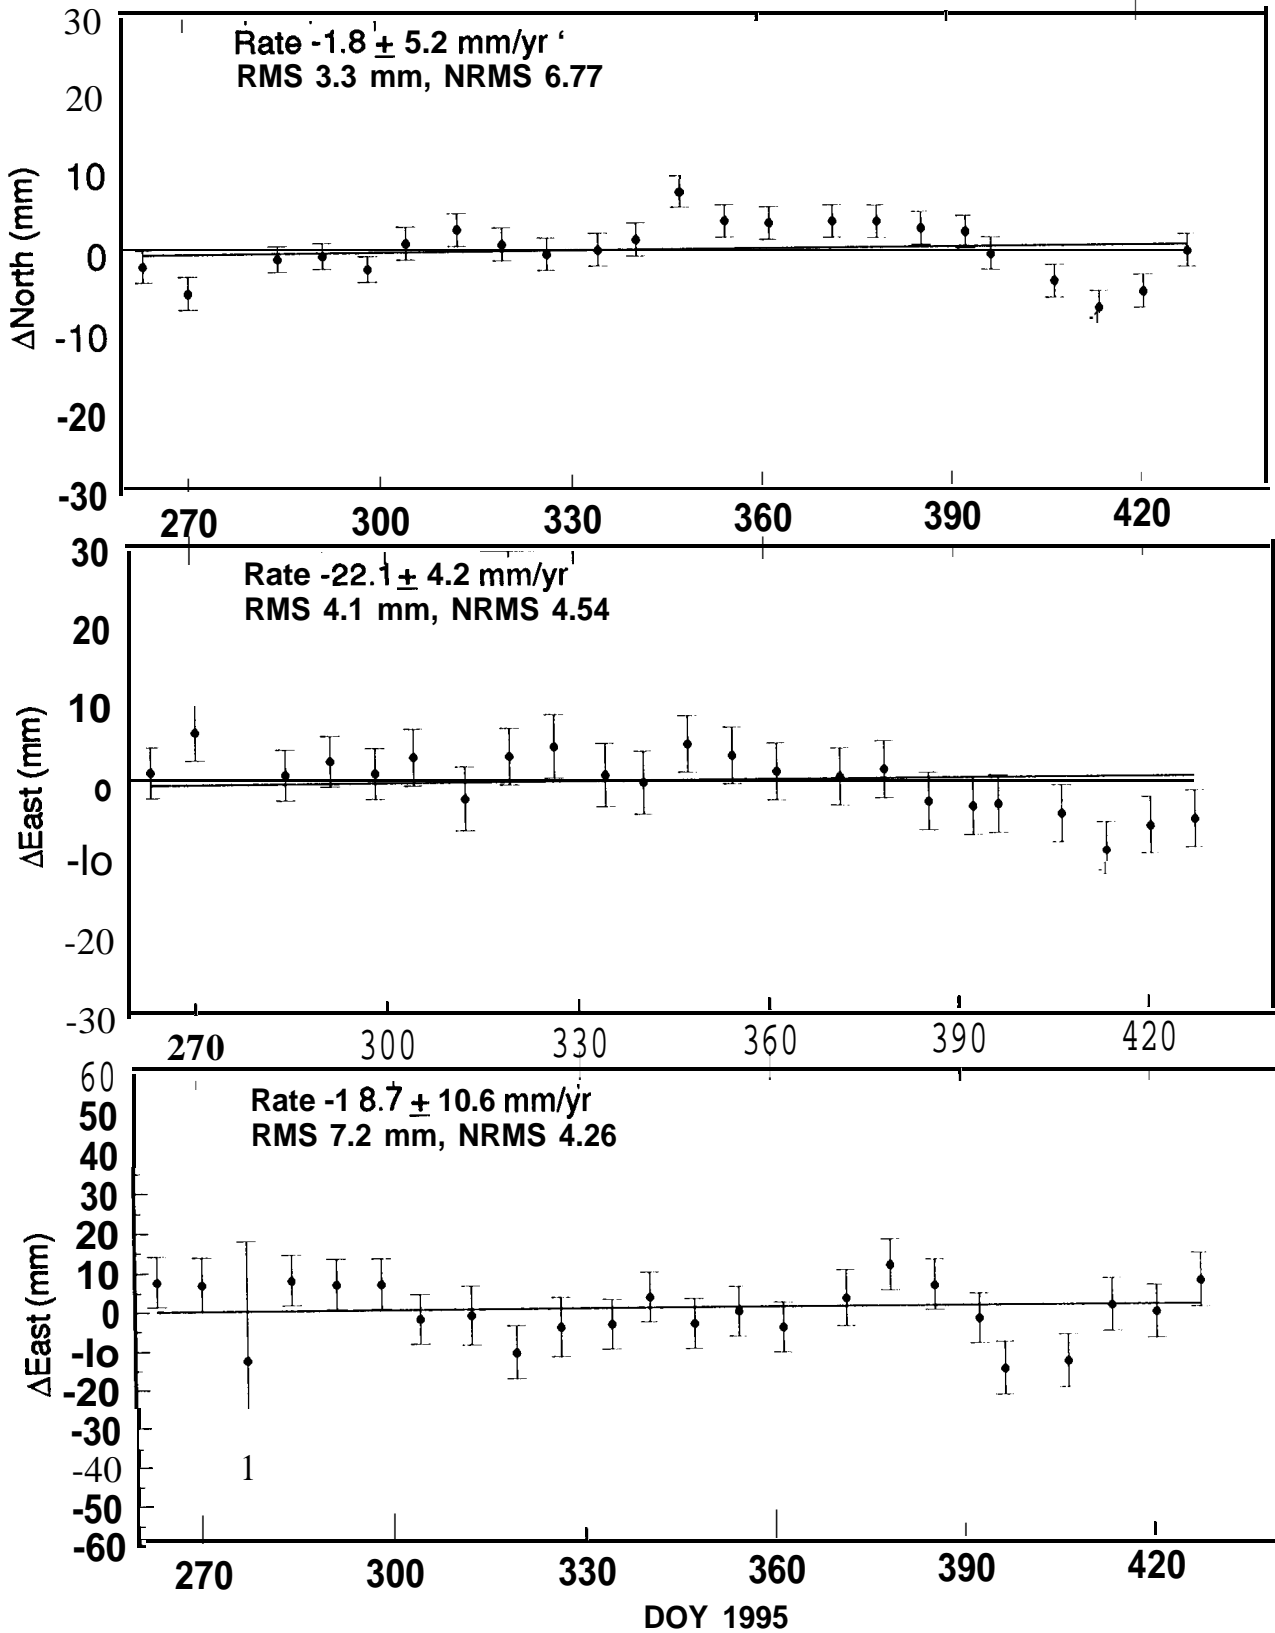 30
Rate -1.8 ± 5.2 mm/yr ‘
RMS 3.3 mm, NRMS 6.77
20
10
0
-10
-20
-30
ΔNorth (mm)
270 300 330 360 390 420
30
Rate -22.1 ± 4.2 mm/yr
RMS 4.1 mm, NRMS 4.54
20
10
0
-lO
-20
-30
ΔEast (mm)
270 300 330 360 390 420
60
Rate -1 8.7 ± 10.6 mm/yr
50
RMS 7.2 mm, NRMS 4.26
40
30
20
10
0
-lO
-20
-30
-40
-50
-60
ΔEast (mm)
1
270 300 330 360 390 420
DOY 1995